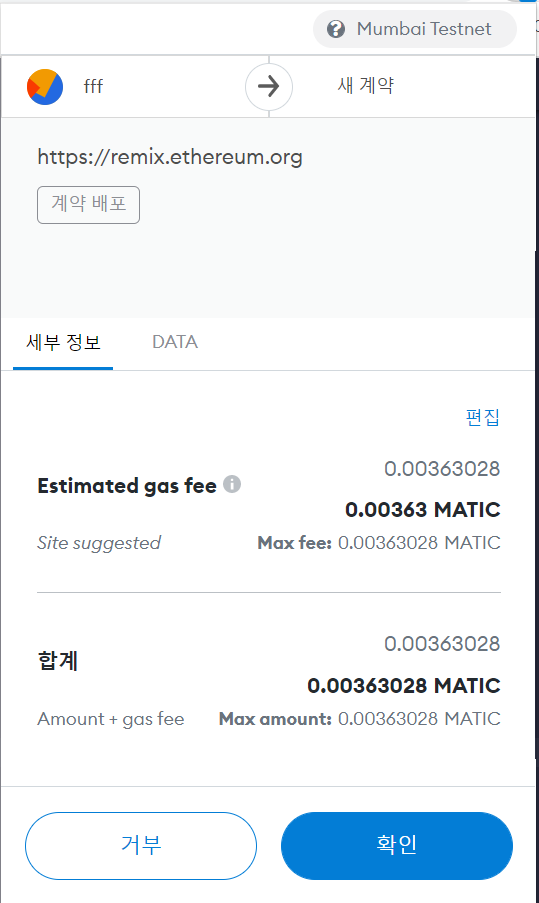 Mumbai Testnet
fff
새 계약
https://remix.ethereum.org
계약 배포
세부 정보 DATA
편집
0.00363028
Estimated gas fee 0.00363 MATIC
Site suggested Max fee: 0.00363028 MATIC
0.00363028
합계 0.00363028 MATIC
Amount + gas fee Max amount: 0.00363028 MATIC
거부 확인